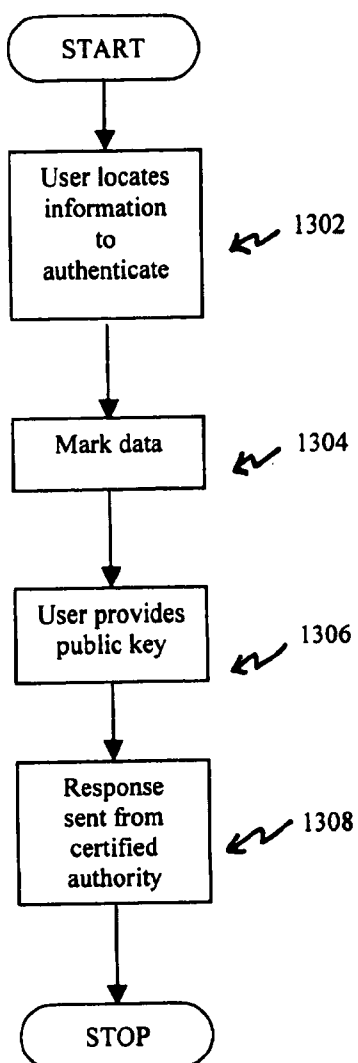 START
User locates
information
to
authenticate
1302
Mark data
1304
User provides
public key
1306
Response
sent from
certified
authority
1308
STOP